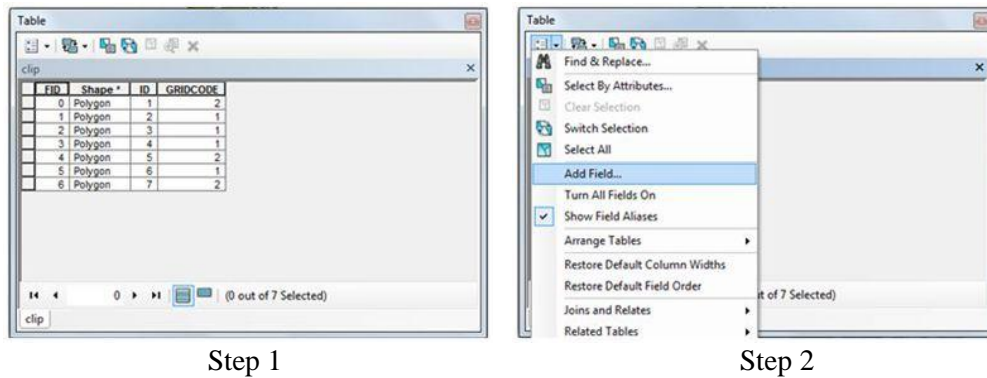 Table
clip
FID Shape * ID GRIDCODE
0 Polygon 1 2
1 Polygon 2 1
2 Polygon 3 1
3 Polygon 4 1
4 Polygon 5 2
5 Polygon 6 1
6 Polygon 7 2
0
(0 out of 7 Selected)
clip
Step 1
Table
Find & Replace...
Select By Attributes...
Clear Selection
Switch Selection
Select All
Add Field...
Turn All Fields On
Show Field Aliases
Arrange Tables
Restore Default Column Widths
Restore Default Field Order
Joins and Relates
Related Tables
t of 7 Selected)
Step 2